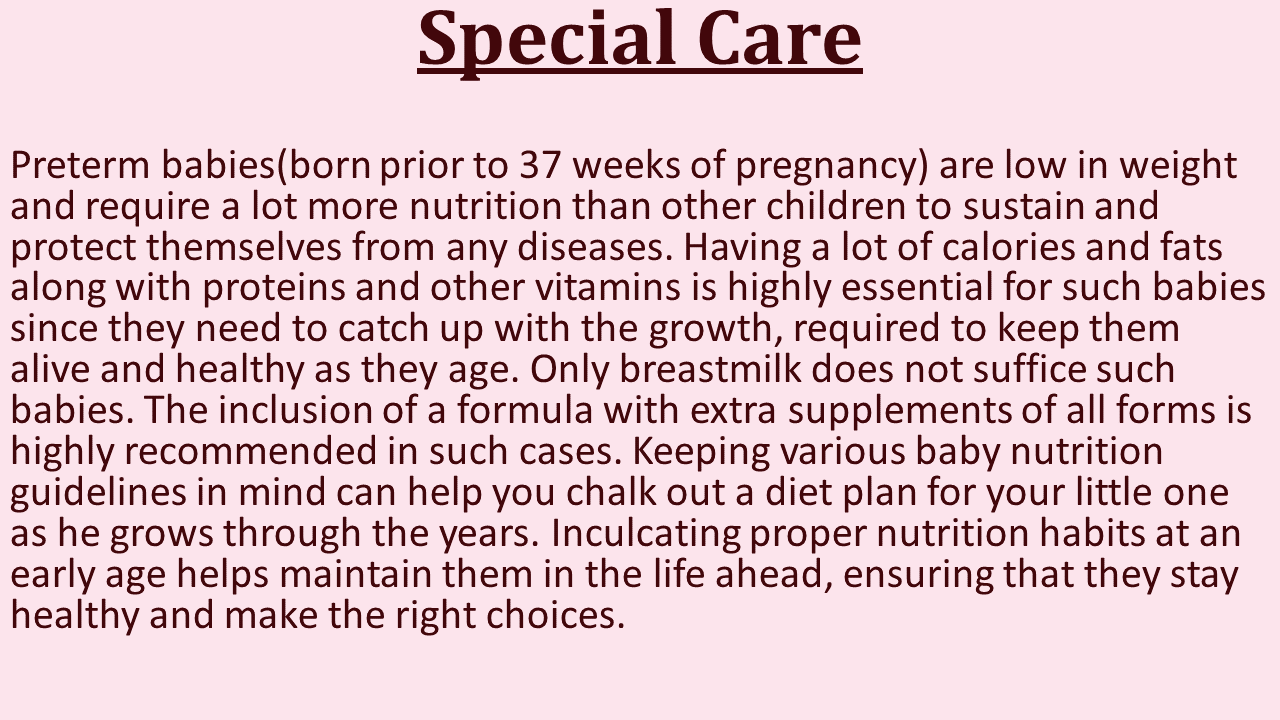 Special Care
Preterm babies(born prior to 37 weeks of pregnancy) are low in weight
and require a lot more nutrition than other children to sustain and
protect themselves from any diseases. Having a lot of calories and fats
along with proteins and other vitamins is highly essential for such babies
since they need to catch up with the growth, required to keep them
alive and healthy as they age. Only breastmilk does not suffice such
babies. The inclusion of a formula with extra supplements of all forms is
highly recommended in such cases. Keeping various baby nutrition
guidelines in mind can help you chalk out a diet plan for your little one
as he grows through the years. Inculcating proper nutrition habits at an
early age helps maintain them in the life ahead, ensuring that they stay
healthy and make the right choices.